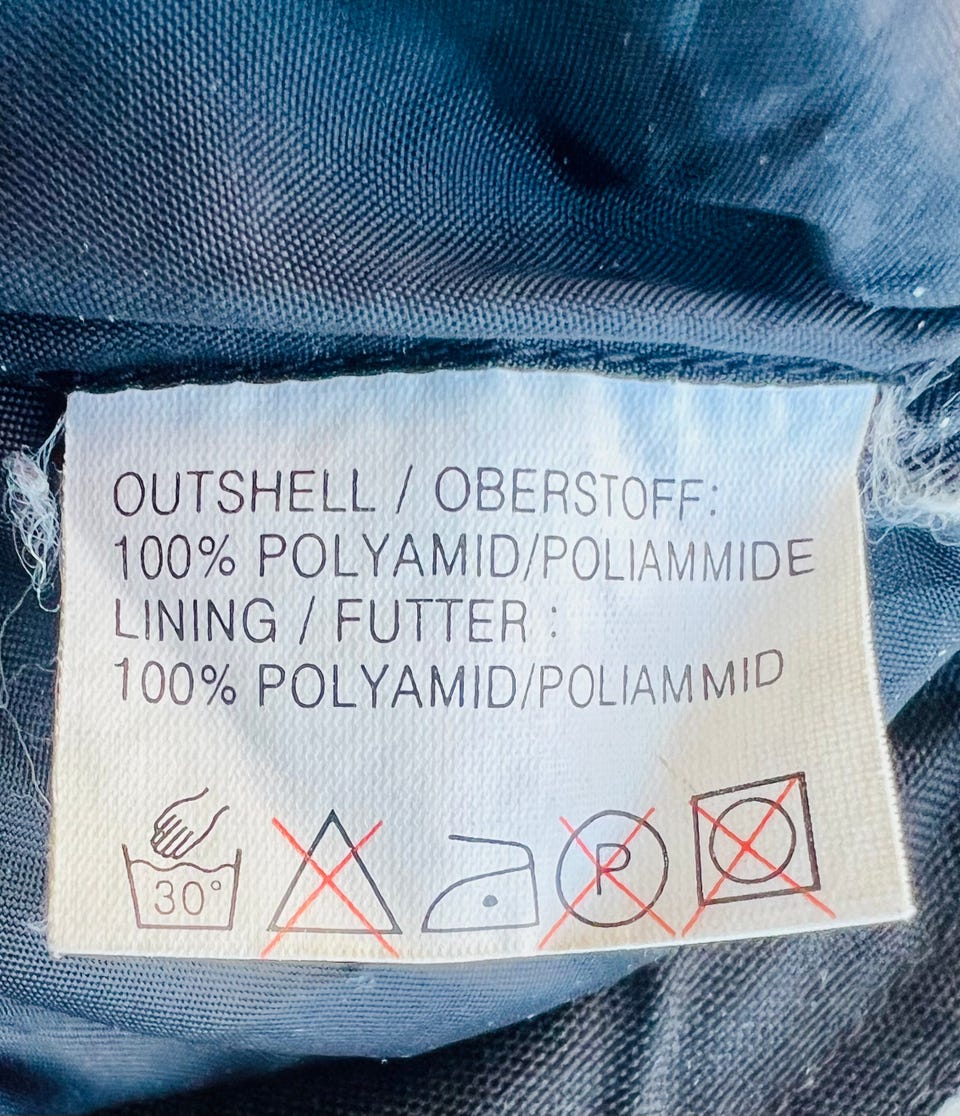 OUTSHELL / OBERSTOFF:
100% POLYAMID/POLIAMMIDE
LINING / FUTTER :
100% POLYAMID/POLIAMMID
30°
P